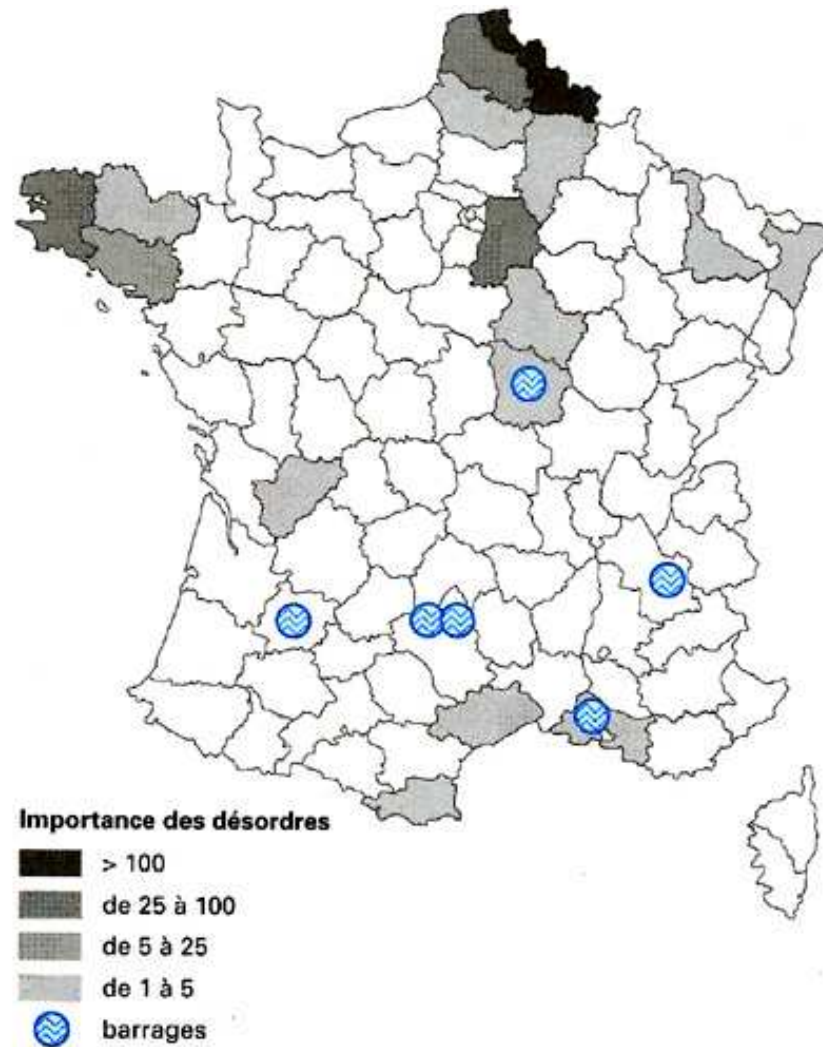 Importance des désordres
> 100
de 25 à 100
de 5 à 25
de 1 à 5
barrages